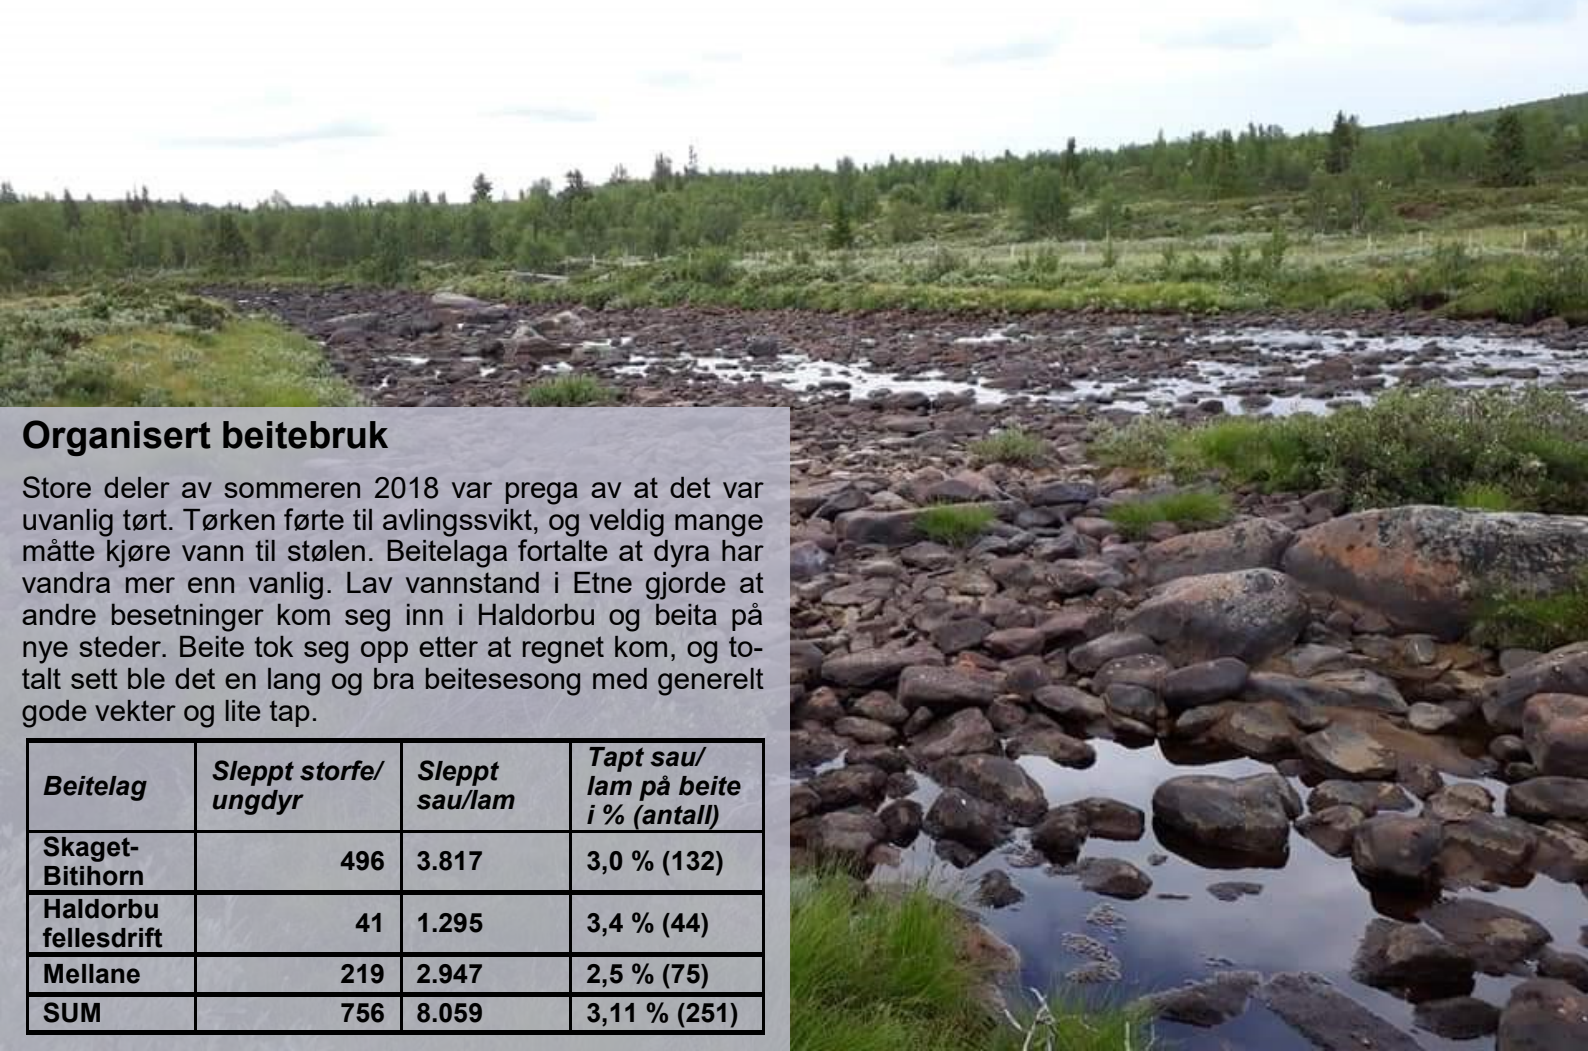 Organisert beitebruk
Store deler av sommeren 2018 var prega av at det var
uvanlig tørt. Tørken førte til avlingssvikt, og veldig mange
måtte kjøre vann til stølen. Beitelaga fortalte at dyra har
vandra mer enn vanlig. Lav vannstand i Etne gjorde at
andre besetninger kom seg inn i Haldorbu og beita på
nye steder. Beite tok seg opp etter at regnet kom, og to-
talt sett ble det en lang og bra beitesesong med generelt
gode vekter og lite tap.
Beitelag
Sleppt storfe/
ungdyr
Sleppt
sau/lam
Tapt sau/
lam på beite
i % (antall)
Skaget-
Bitihorn
496
3.817
3,0 % (132)
Haldorbu
fellesdrift
41
1.295
3,4 % (44)
Mellane
219
2.947
2,5 % (75)
SUM
756
8.059
3,11 % (251)